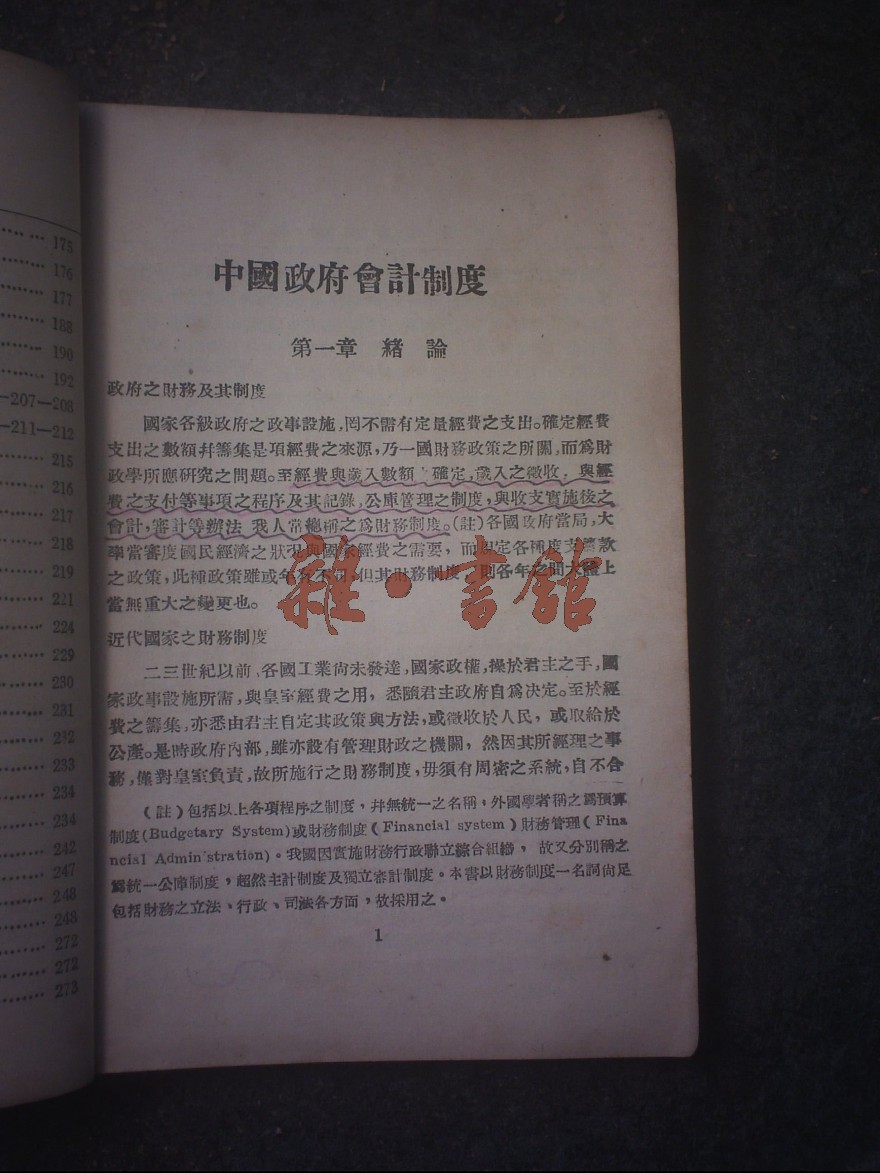 175
176
177
188
190
192
—207—208
—211—212
215
216
217
218
219
221
224
229
230
231
232
233
234
234
242
247
248
248
272
272
273
中國政府會計制度
第一章 緒論
政府之財務及其制度
國家各級政府之政事設施,罔不需有定量經費之支出。確定經費
支出之數額幷籌集是項經費之來源,乃一國財務政策之所關,而爲財
政學所應研究之問題。至經費與歲入數額 確定,歲入之徵收,與經
費之支付等事項之程序及其記錄,公庫管理之制度,與收支實施後之
會計,審計等辦法 我人常總稱之爲財務制度。(註)各國政府當局,大
率當審度國民經濟之狀況與國家經費之需要,而 定各種度支籌款
之政策,此種政策雖或年有不同,但其財務制度,則各年之間大體上
當無重大之變更也。
近代國家之財務制度
二三世紀以前,各國工業尚未發達,國家政權,操於君主之手,國
家政事設施所需,與皇室經費之用,悉隨君主政府自爲决定。至於經
費之籌集,亦悉由君主自定其政策與方法,或徵收於人民,或取給於
公產。是時政府內部,雖亦設有管理財政之機關,然因其所經理之事
務,僅對皇室負責,故所施行之財務制度,毋須有周密之系統,自不合
(註)包括以上各項程序之制度,幷無統一之名稱,外國學者稱之爲預算
制度(Budgetary System)或財務制度(Financial system)財務管理(Fina
ncial Admin stration)。我國因實施財務行政聯立綜合組織,故又分別稱之
爲統一公庫制度,超然主計制度及獨立審計制度。本書以財務制度一名詞尚足
包括財務之立法、行政、司法各方面,故採用之。
1
雜·書館